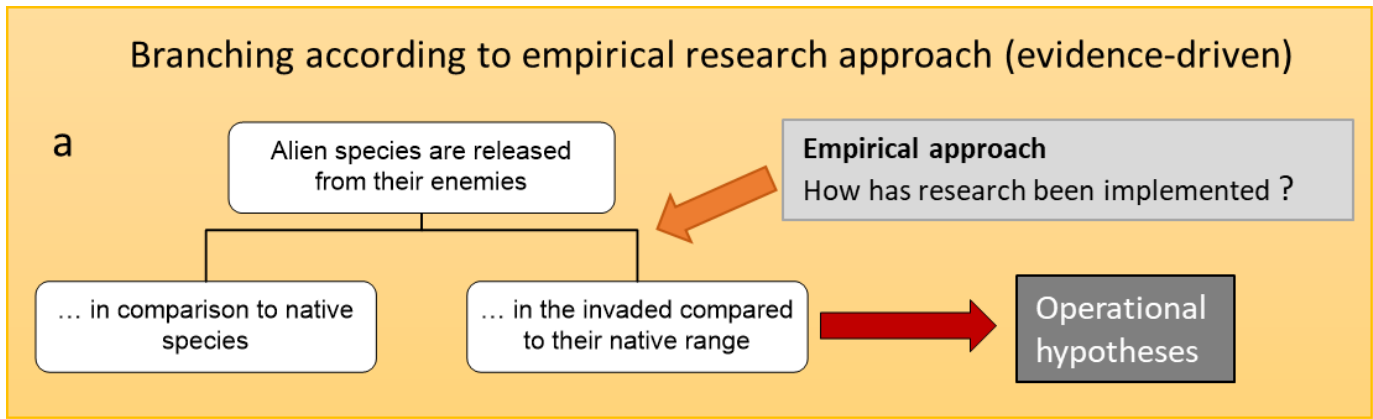 Branching according to empirical research approach (evidence-driven)
a
Alien species are released
from their enemies
Empirical approach
How has research been implemented ?
… in comparison to native
species
… in the invaded compared
to their native range
Operational
hypotheses